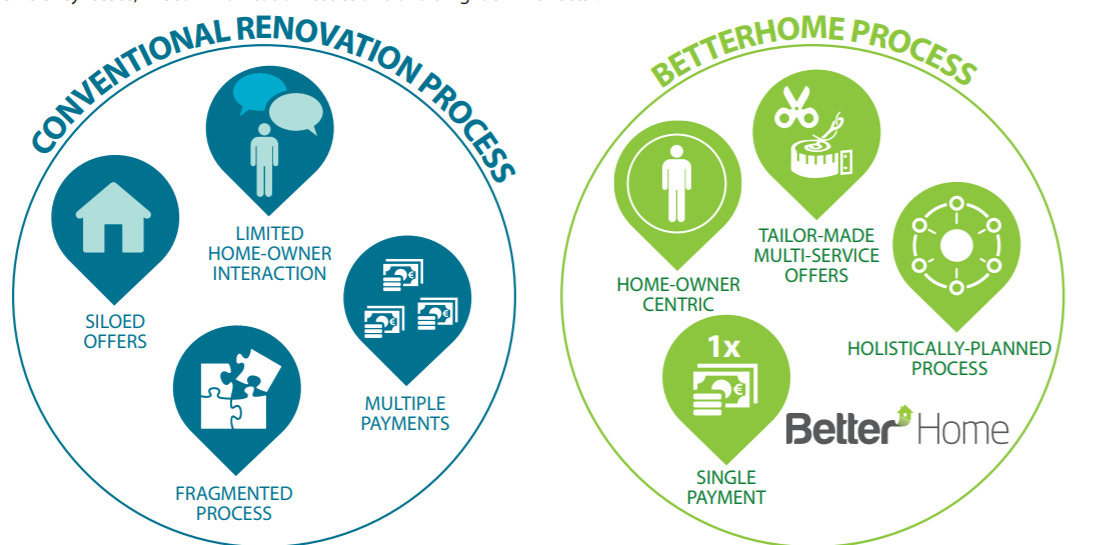 CONVENTIONAL RENOVATION PROCESS
LIMITED
HOME-OWNER
INTERACTION
SILOED
OFFERS
MULTIPLE
PAYMENTS
FRAGMENTED
PROCESS
BETTERHOME PROCESS
TAILOR-MADE
MULTI-SERVICE
OFFERS
HOME-OWNER
CENTRIC
HOLISTICALLY-PLANNED
PROCESS
1x
SINGLE
PAYMENT
Better Home